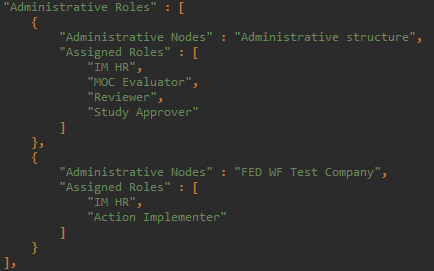 "Administrative Roles" : [
{
"Administrative Nodes" : "Administrative structure",
"Assigned Roles" : [
"IM HR",
"MOC Evaluator",
"Reviewer",
"Study Approver"
]
},
{
"Administrative Nodes" : "FED WF Test Company",
"Assigned Roles" : [
"IM HR",
"Action Implementer"
]
}
],